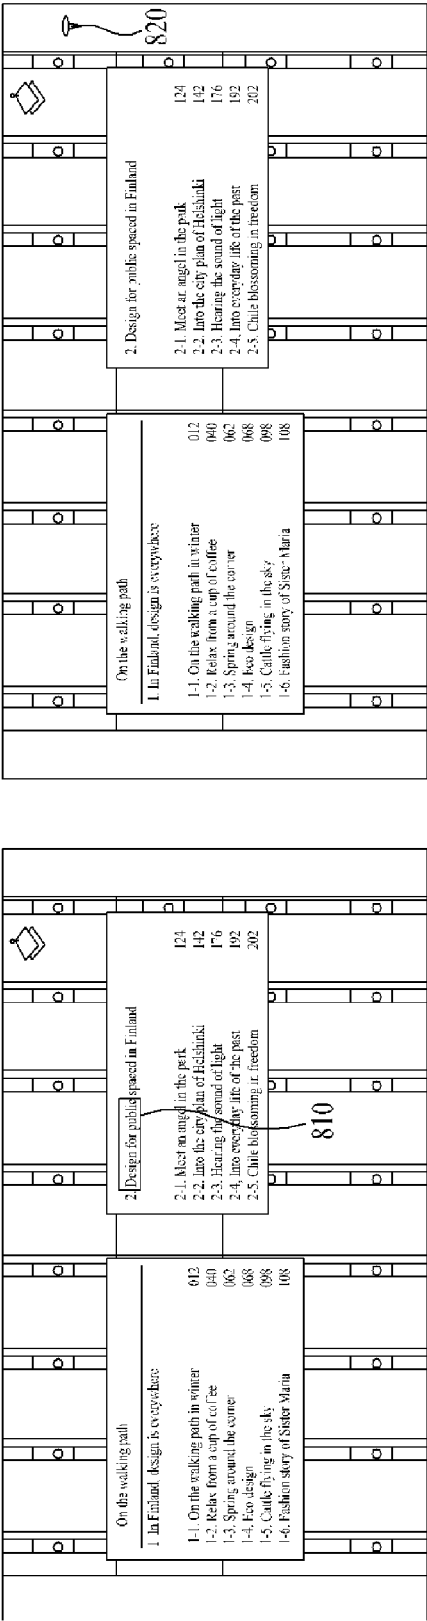 On the walking path
1. In Finland, design is everywhere
1-1. On the walking path in winter 012
1-2. Relax from a cup of coffee 040
1-3. Spring around the corner 062
1-4. Eco design 068
1-5. Cattle flying in the sky 098
1-6. Fashion story of Sister Maria 108
2. Design for public spaced in Finland
2-1. Meet an angel in the park 124
2-2. Into the city plan of Helshinki 142
2-3. Hearing the sound of light 176
2-4. Into everyday life of the past 192
2-5. Chile blossoming in freedom 202
810
On the walking path
1. In Finland, design is everywhere
1-1. On the walking path in winter 012
1-2. Relax from a cup of coffee 040
1-3. Spring around the corner 062
1-4. Eco design 068
1-5. Cattle flying in the sky 098
1-6. Fashion story of Sister Maria 108
2. Design for public spaced in Finland
2-1. Meet an angel in the park 124
2-2. Into the city plan of Helshinki 142
2-3. Hearing the sound of light 176
2-4. Into everyday life of the past 192
2-5. Chile blossoming in freedom 202
820